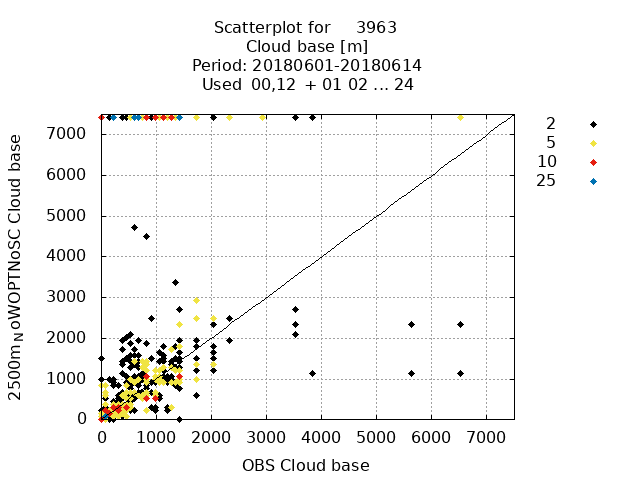 Scatterplot for 3963
Cloud base [m]
Period: 20180601-20180614
Used 00,12 + 01 02 ... 24
2500m_NoWOPTNoSC Cloud base
7000
6000
5000
4000
3000
2000
1000
0
0 1000 2000 3000 4000 5000 6000 7000
OBS Cloud base
2
5
10
25